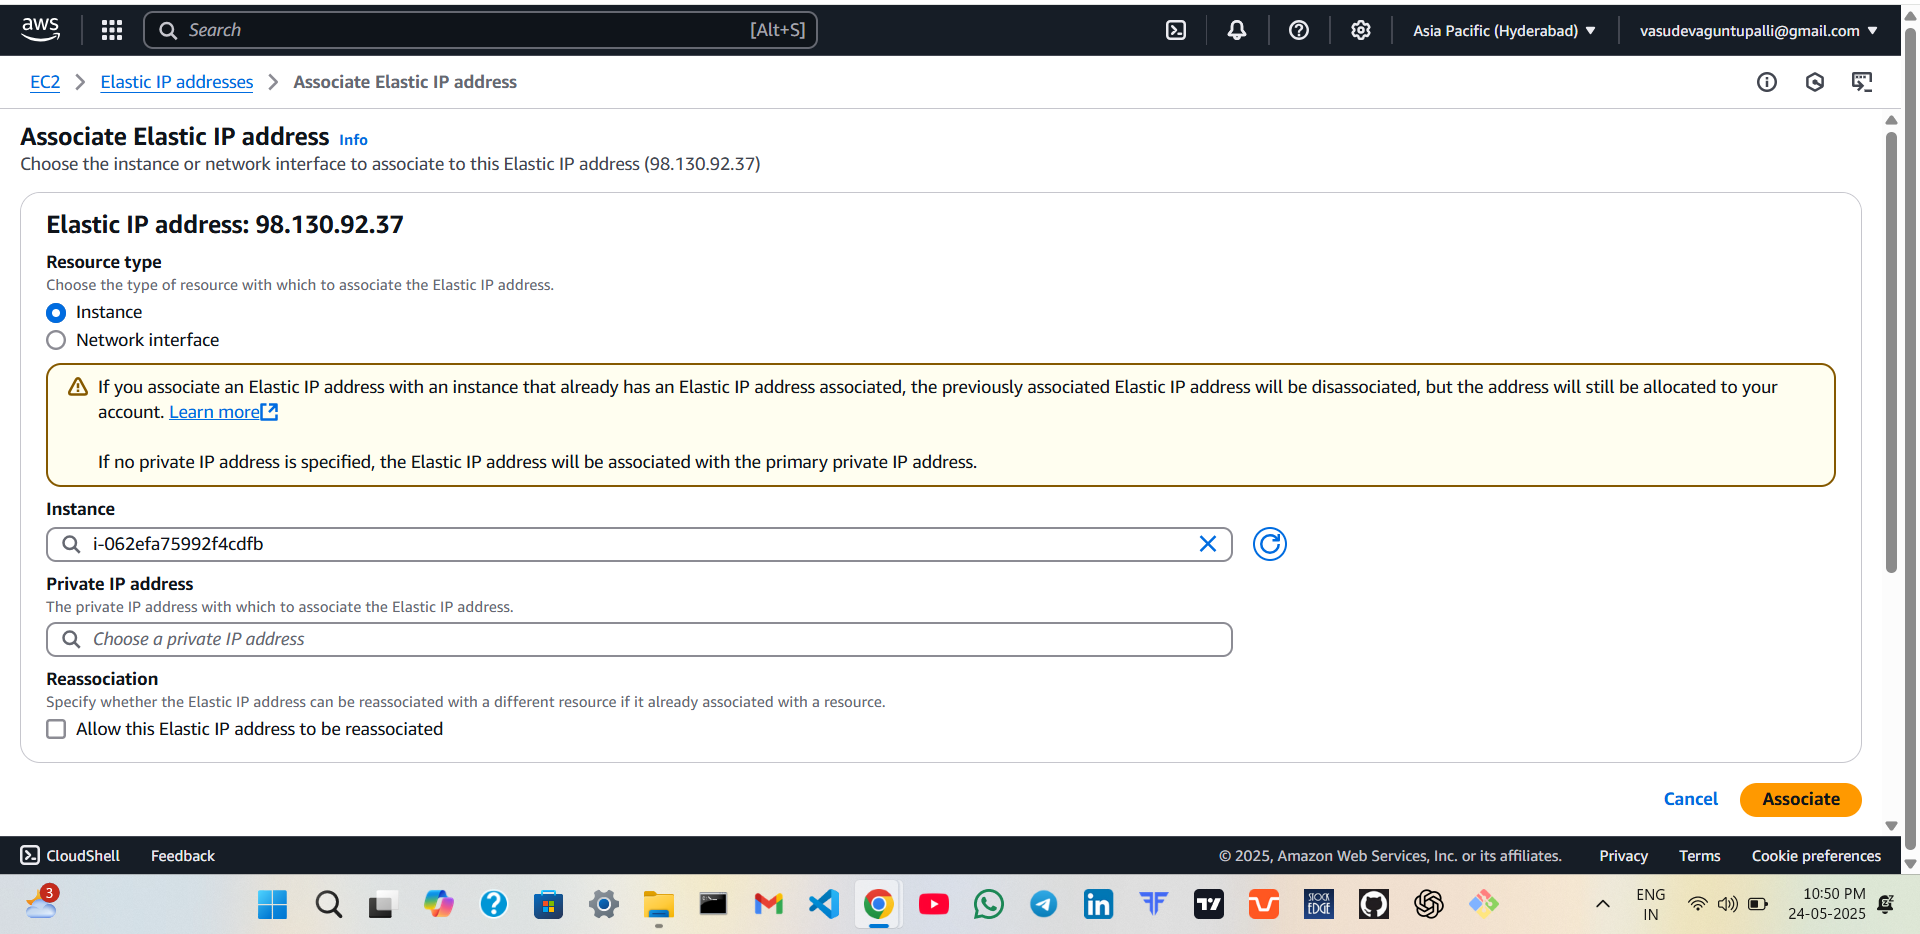 aws
Search [Alt+S]
Asia Pacific (Hyderabad)
vasudevaguntupalli@gmail.com
EC2 Elastic IP addresses Associate Elastic IP address
Associate Elastic IP address Info
Choose the instance or network interface to associate to this Elastic IP address (98.130.92.37)
Elastic IP address: 98.130.92.37
Resource type
Choose the type of resource with which to associate the Elastic IP address.
Instance
Network interface
If you associate an Elastic IP address with an instance that already has an Elastic IP address associated, the previously associated Elastic IP address will be disassociated, but the address will still be allocated to your
account. Learn more
If no private IP address is specified, the Elastic IP address will be associated with the primary private IP address.
Instance
i-062efa75992f4cdfb
Private IP address
The private IP address with which to associate the Elastic IP address.
Choose a private IP address
Reassociation
Specify whether the Elastic IP address can be reassociated with a different resource if it already associated with a resource.
Allow this Elastic IP address to be reassociated
Cancel Associate
CloudShell Feedback
© 2025, Amazon Web Services, Inc. or its affiliates. Privacy Terms Cookie preferences
3
STOCK
EDGE
ENG
IN
10:50 PM
24-05-2025